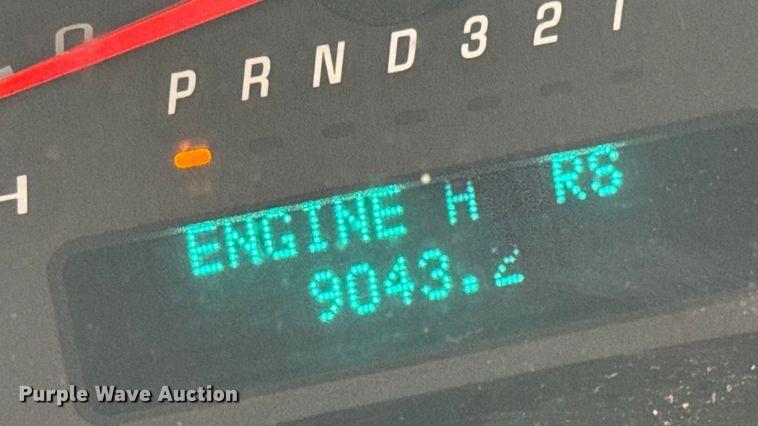 P R N D 3 2 1
ENGINE H RS
9043.2
Purple Wave Auction